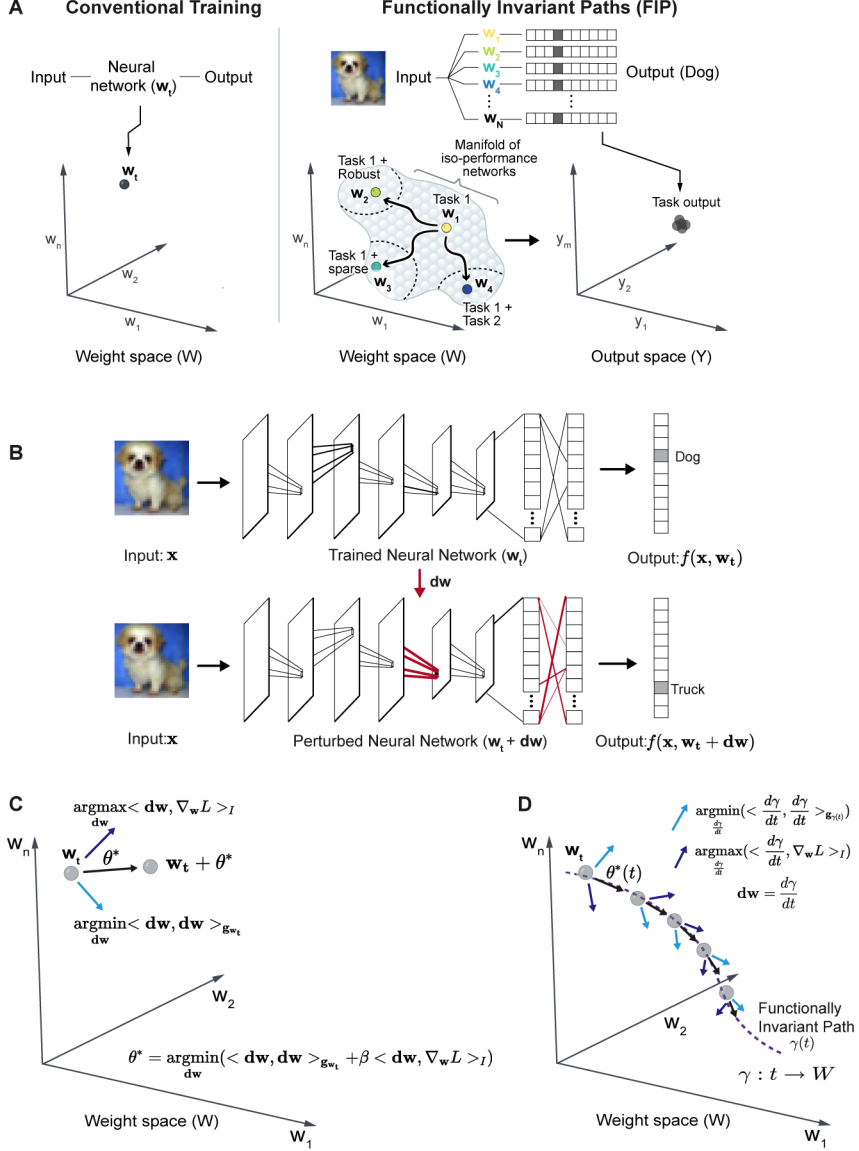 A
Conventional Training
Input
Neural
network (w_t)
Output
w_t
w_n
w_2
w_1
Weight space (W)
Functionally Invariant Paths (FIP)
Input
w_1
w_2
w_3
w_4
w_N
Output (Dog)
Manifold of
iso-performance
networks
Task 1 +
Robust
w_2
Task 1
w_1
Task 1 +
sparse
w_3
w_4
Task 1 +
Task 2
w_n
w_1
Weight space (W)
Task output
y_m
y_2
y_1
Output space (Y)
B
Dog
Input: x
Trained Neural Network (w_t)
Output: f(x, w_t)
dw
Truck
Input: x
Perturbed Neural Network (w_t + dw)
Output: f(x, w_t + dw)
C
argmax_{dw} < dw, ∇_w L >_I
w_n
w_t
θ*
w_t + θ*
argmin_{dw} < dw, dw >_{g_{w_t}}
w_2
θ* = argmin_{dw}(< dw, dw >_{g_{w_t}} +β < dw, ∇_w L >_I)
Weight space (W)
w_1
D
argmin_{dγ/dt}(< dγ/dt, dγ/dt >_{g_{γ(t)}}
argmax_{dγ/dt}(< dγ/dt, ∇_w L >_I)
dw = dγ/dt
w_n
w_t
θ*(t)
w_2
Functionally
Invariant Path
γ(t)
γ : t → W
Weight space (W)
w_1